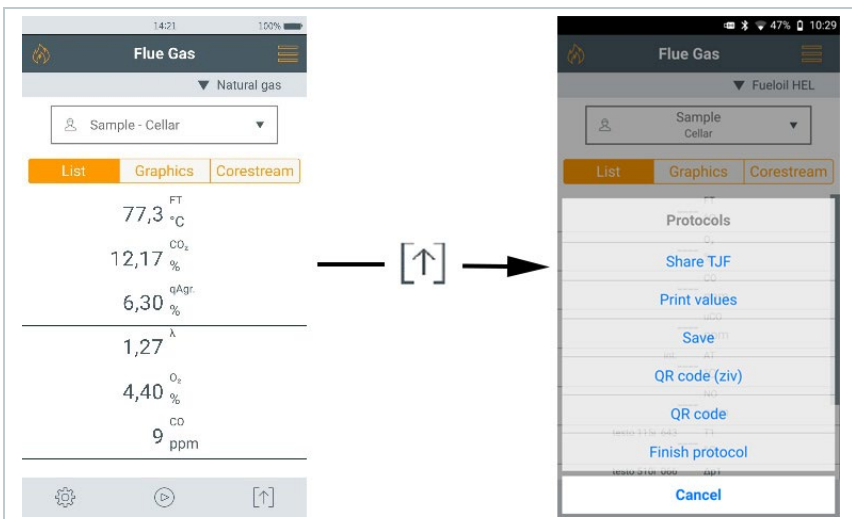 14:21 100%
Flue Gas
Natural gas
Sample - Cellar
List Graphics Corestream
77,3 FT °C
12,17 CO₂ %
6,30 qAgr. %
1,27 λ
4,40 O₂ %
9 CO ppm
[↑]
47% 10:29
Flue Gas
Fueloil HEL
Sample
Cellar
List Graphics Corestream
Protocols
Share TJF
Print values
Save
QR code (ziv)
QR code
Finish protocol
Cancel